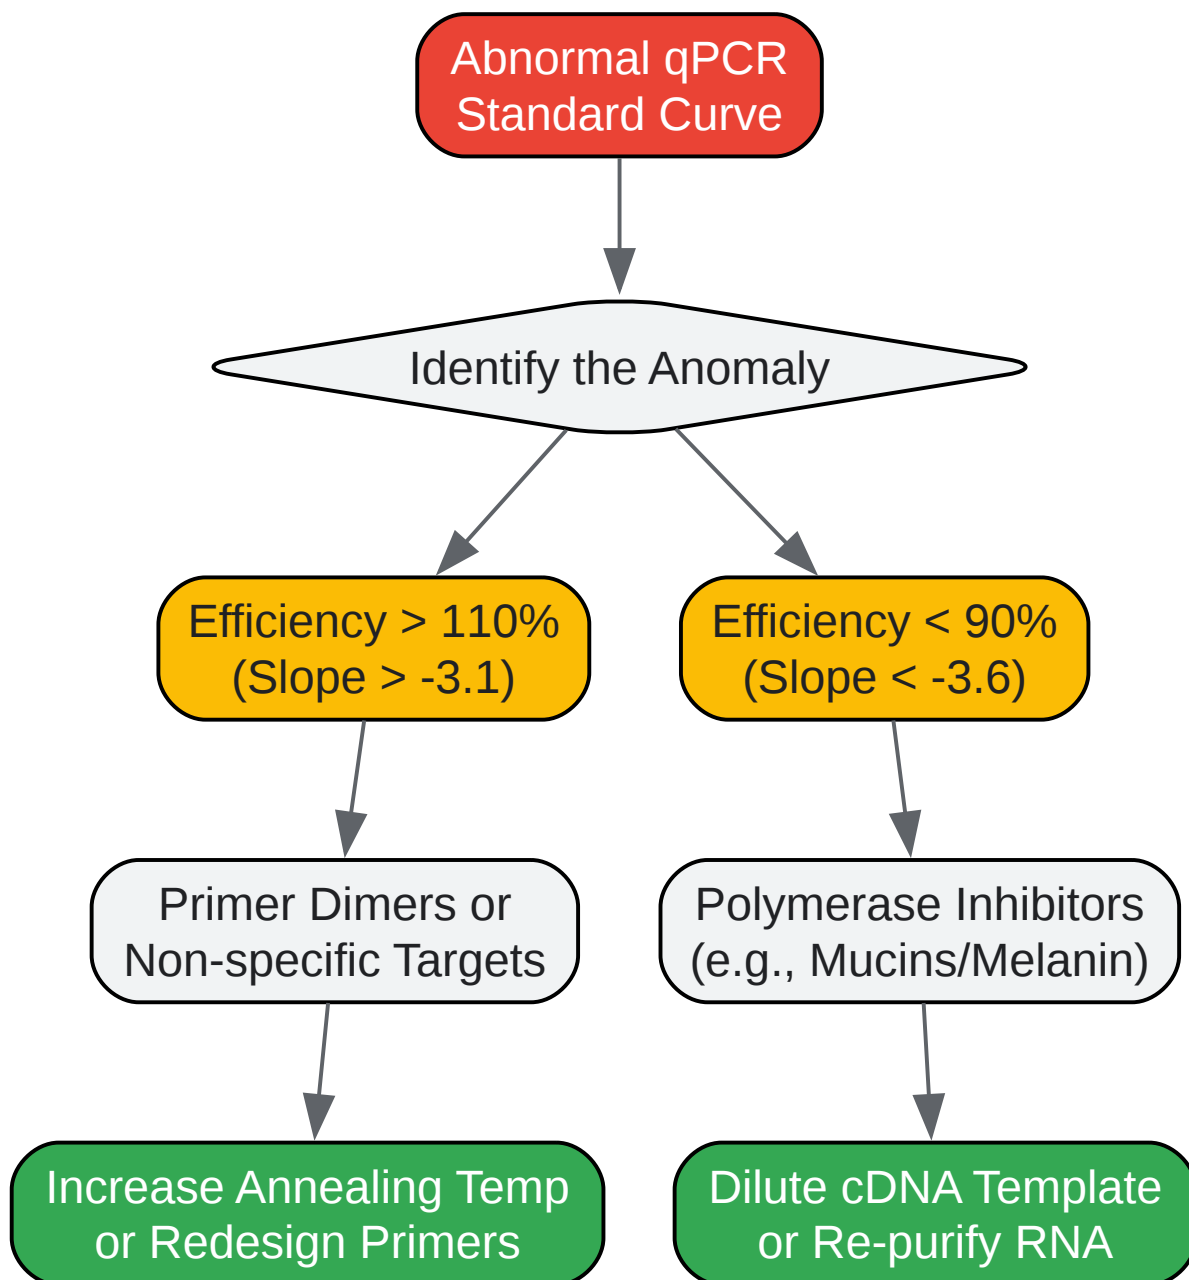 Abnormal qPCR
Standard Curve
Identify the Anomaly
Efficiency > 110%
(Slope > -3.1)
Efficiency < 90%
(Slope < -3.6)
Primer Dimers or
Non-specific Targets
Polymerase Inhibitors
(e.g., Mucins/Melanin)
Increase Annealing Temp
or Redesign Primers
Dilute cDNA Template
or Re-purify RNA